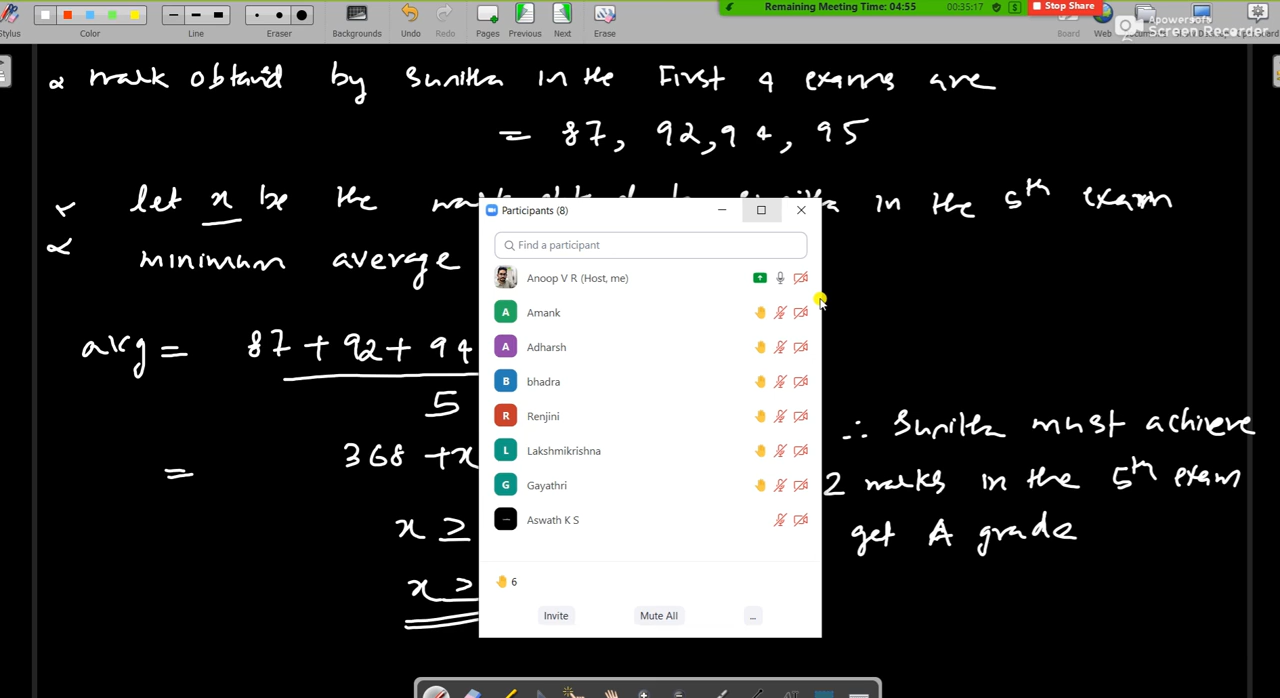 Remaining Meeting Time: 04:55
00:35:17
Stop Share
Apowersoft
Screen Recorder
Stylus
Color
Line
Eraser
Backgrounds
Undo
Redo
Pages
Previous
Next
Erase
Board
Web
mark obtained by Sunitha in the First 4 exams are
= 87, 92, 94, 95
let x be the in the 5th exam
minimum average
avg = 87 + 92 + 94
5
= 368 + x
x ≥
x ≥
∴ Sunitha must achieve
2 marks in the 5th exam
get A grade
Participants (8)
Find a participant
Anoop V R (Host, me)
A Amank
A Adharsh
B bhadra
R Renjini
L Lakshmikrishna
G Gayathri
Aswath K S
6
Invite
Mute All
...